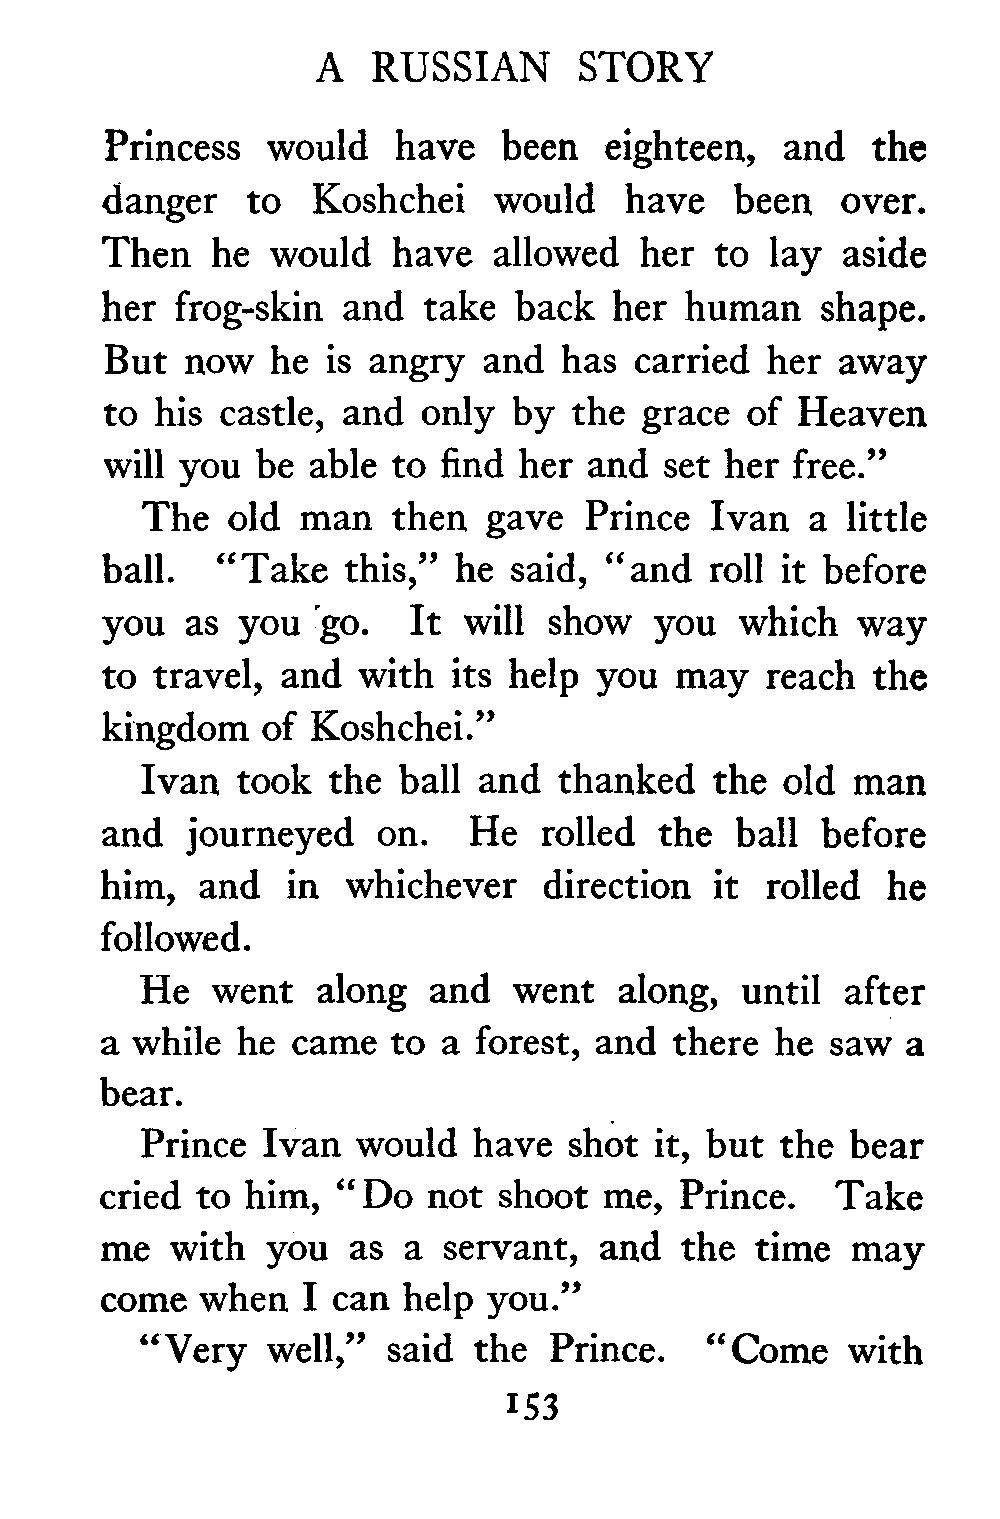 A RUSSIAN STORY
Princess would have been eighteen, and the
danger to Koshchei would have been over.
Then he would have allowed her to lay aside
her frog-skin and take back her human shape.
But now he is angry and has carried her away
to his castle, and only by the grace of Heaven
will you be able to find her and set her free.”
The old man then gave Prince Ivan a little
ball. “Take this,” he said, “and roll it before
you as you go. It will show you which way
to travel, and with its help you may reach the
kingdom of Koshchei.”
Ivan took the ball and thanked the old man
and journeyed on. He rolled the ball before
him, and in whichever direction it rolled he
followed.
He went along and went along, until after
a while he came to a forest, and there he saw a
bear.
Prince Ivan would have shot it, but the bear
cried to him, “Do not shoot me, Prince. Take
me with you as a servant, and the time may
come when I can help you.”
“Very well,” said the Prince. “Come with
153